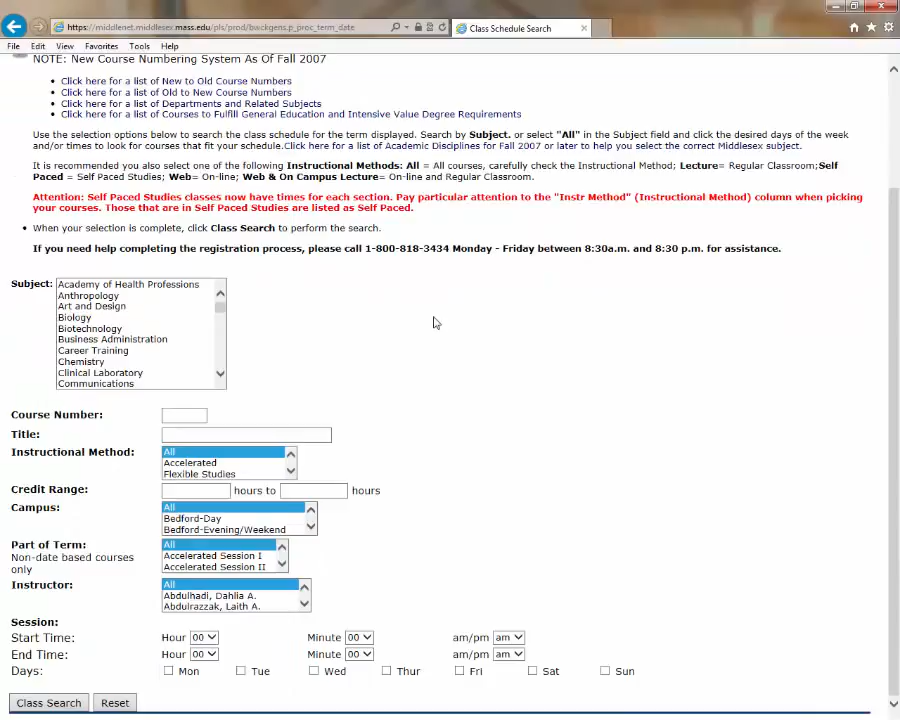 https://middlenet.middlesex.mass.edu/pls/prod/bwckgens.p_proc_term_date
Class Schedule Search
File Edit View Favorites Tools Help
NOTE: New Course Numbering System As Of Fall 2007
Click here for a list of New to Old Course Numbers
Click here for a list of Old to New Course Numbers
Click here for a list of Departments and Related Subjects
Click here for a list of Courses to Fulfill General Education and Intensive Value Degree Requirements
Use the selection options below to search the class schedule for the term displayed. Search by Subject. or select "All" in the Subject field and click the desired days of the week
and/or times to look for courses that fit your schedule.Click here for a list of Academic Disciplines for Fall 2007 or later to help you select the correct Middlesex subject.
It is recommended you also select one of the following Instructional Methods: All = All courses, carefully check the Instructional Method; Lecture= Regular Classroom;Self
Paced = Self Paced Studies; Web= On-line; Web & On Campus Lecture= On-line and Regular Classroom.
Attention: Self Paced Studies classes now have times for each section. Pay particular attention to the "Instr Method" (Instructional Method) column when picking
your courses. Those that are in Self Paced Studies are listed as Self Paced.
When your selection is complete, click Class Search to perform the search.
If you need help completing the registration process, please call 1-800-818-3434 Monday - Friday between 8:30a.m. and 8:30 p.m. for assistance.
Subject: Academy of Health Professions
Anthropology
Art and Design
Biology
Biotechnology
Business Administration
Career Training
Chemistry
Clinical Laboratory
Communications
Course Number:
Title:
Instructional Method: All
Accelerated
Flexible Studies
Credit Range: hours to hours
Campus: All
Bedford-Day
Bedford-Evening/Weekend
Part of Term: All
Non-date based courses Accelerated Session I
only Accelerated Session II
Instructor: All
Abdulhadi, Dahlia A.
Abdulrazzak, Laith A.
Session:
Start Time: Hour 00 Minute 00 am/pm am
End Time: Hour 00 Minute 00 am/pm am
Days: Mon Tue Wed Thur Fri Sat Sun
Class Search Reset